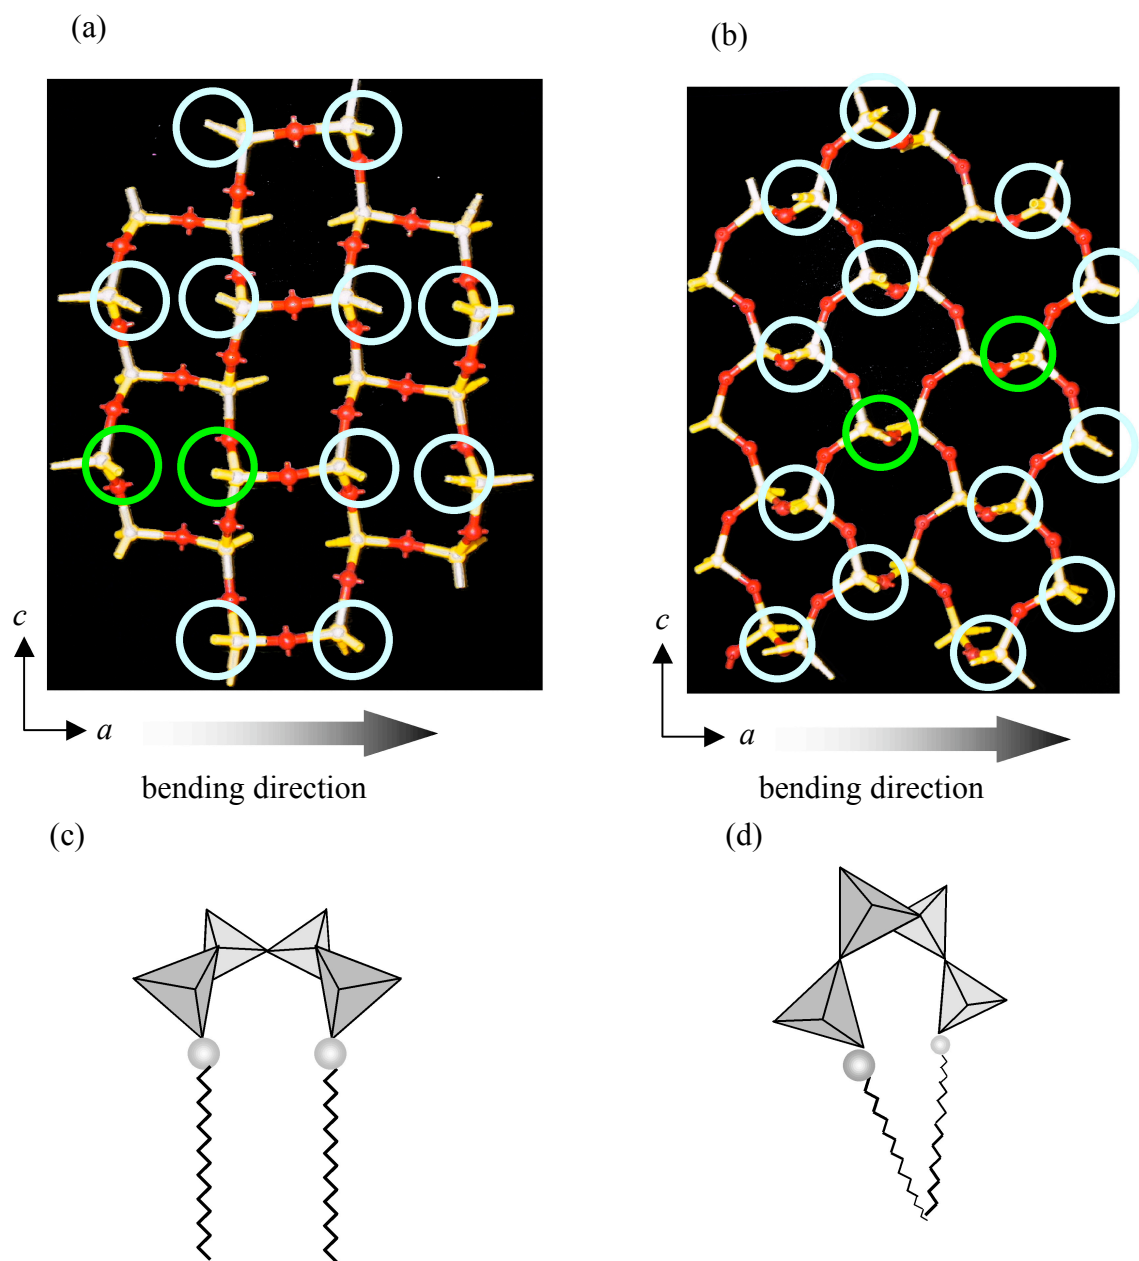 (a)
(b)
c
a
bending direction
c
a
bending direction
(c)
(d)